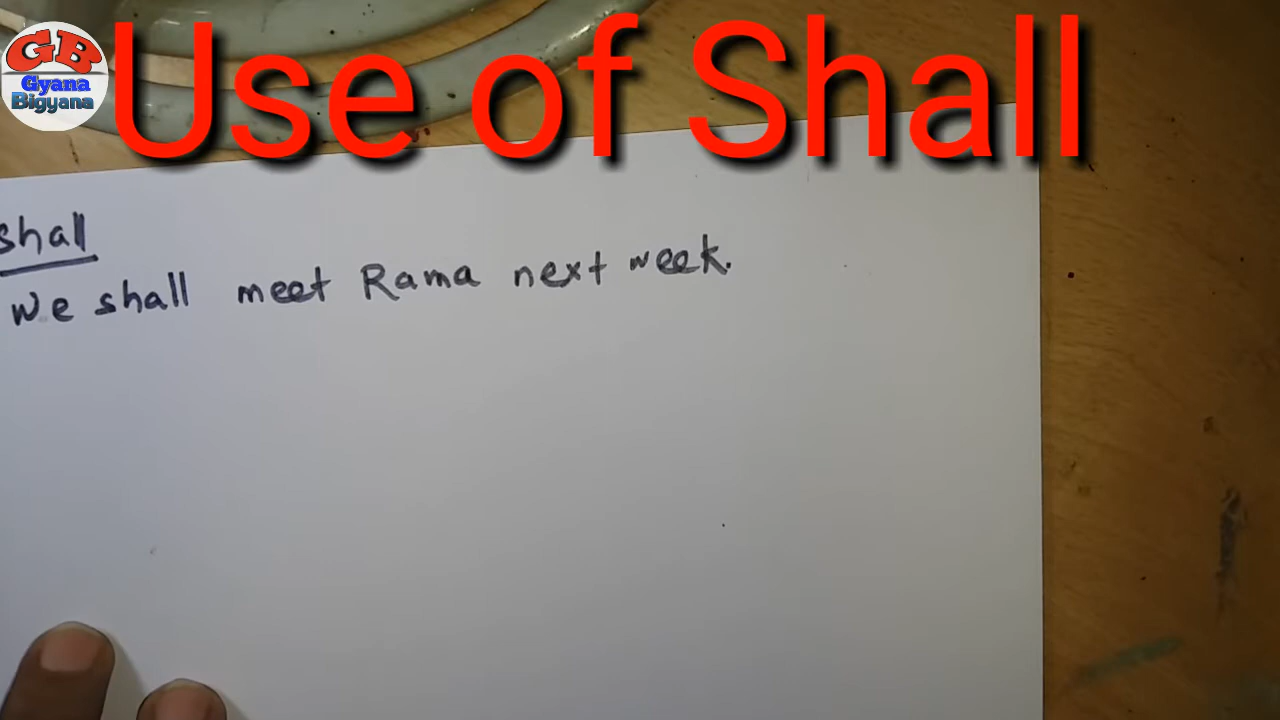 Use of Shall
GB
Gyana
Bigyana
shall
We shall meet Rama next week.